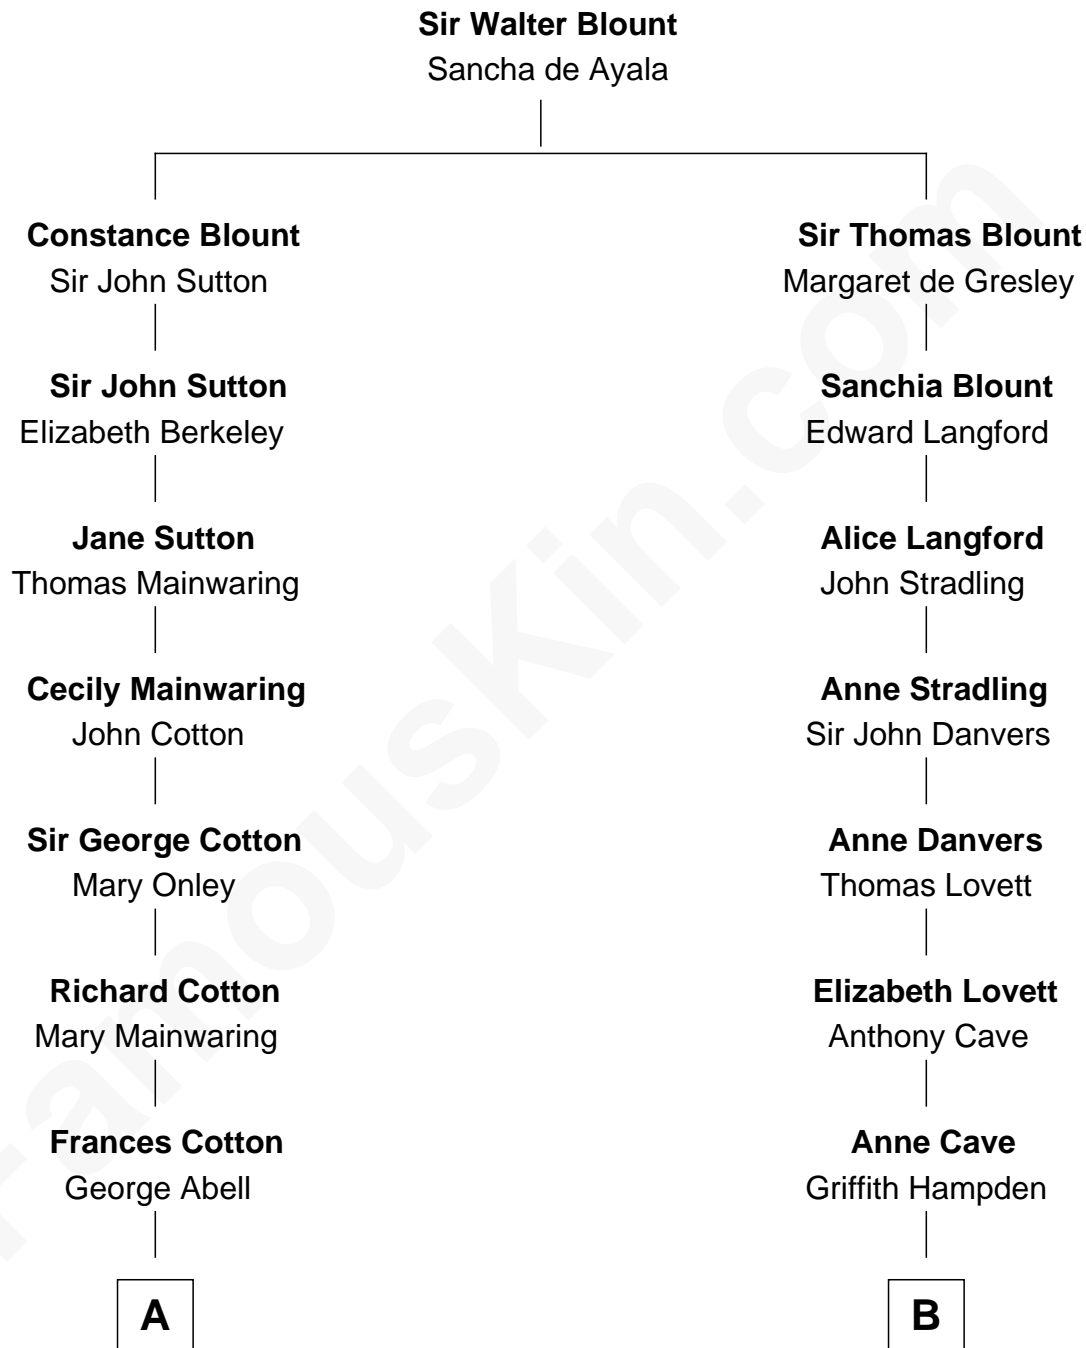 Sir Walter Blount
Sancha de Ayala
Constance Blount
Sir John Sutton
Sir Thomas Blount
Margaret de Gresley
Sir John Sutton
Elizabeth Berkeley
Sanchia Blount
Edward Langford
Jane Sutton
Thomas Mainwaring
Alice Langford
John Stradling
Cecily Mainwaring
John Cotton
Anne Stradling
Sir John Danvers
Sir George Cotton
Mary Onley
Anne Danvers
Thomas Lovett
Richard Cotton
Mary Mainwaring
Elizabeth Lovett
Anthony Cave
Frances Cotton
George Abell
Anne Cave
Griffith Hampden
A
B
FamousKin.com